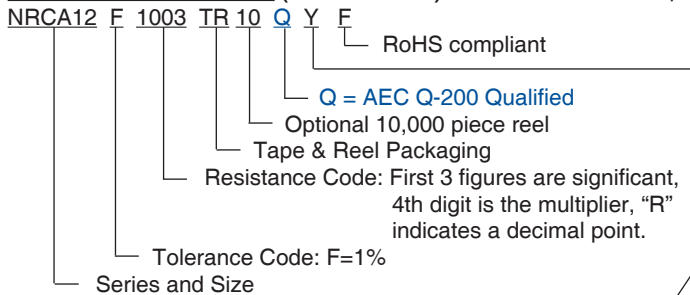 NRCA12 F 1003 TR 10 Q Y F
RoHS compliant
Q = AEC Q-200 Qualified
Optional 10,000 piece reel
Tape & Reel Packaging
Resistance Code: First 3 figures are significant,
4th digit is the multiplier, “R”
indicates a decimal point.
Tolerance Code: F=1%
Series and Size